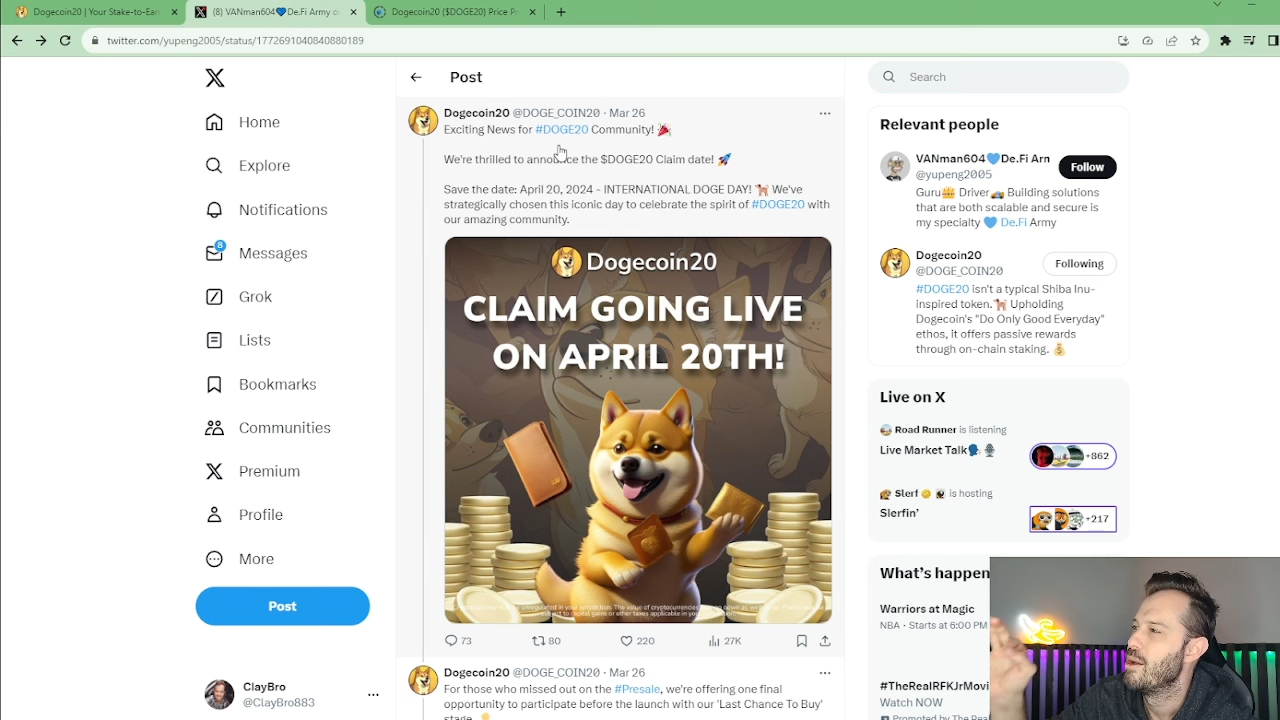 Dogecoin20 | Your Stake-to-Earn
VANman604💙De.Fi Army o
Dogecoin20 ($DOGE20) Price P
twitter.com/yupeng2005/status/1772691040840880189
Home
Explore
Notifications
8
Messages
Grok
Lists
Bookmarks
Communities
Premium
Profile
More
Post
ClayBro
@ClayBro883
Post
Dogecoin20 @DOGE_COIN20 · Mar 26
Exciting News for #DOGE20 Community! 🎉
We're thrilled to announce the $DOGE20 Claim date! 🚀
Save the date: April 20, 2024 - INTERNATIONAL DOGE DAY! 🐕 We've
strategically chosen this iconic day to celebrate the spirit of #DOGE20 with
our amazing community.
Dogecoin20
CLAIM GOING LIVE
ON APRIL 20TH!
73
80
220
27K
Dogecoin20 @DOGE_COIN20 · Mar 26
For those who missed out on the #Presale, we're offering one final
opportunity to participate before the launch with our 'Last Chance To Buy'
stage.
Search
Relevant people
VANman604💙De.Fi Arn
@yupeng2005
Follow
Guru👑 Driver🚕 Building solutions
that are both scalable and secure is
my specialty 💙 De.Fi Army
Dogecoin20
@DOGE_COIN20
Following
#DOGE20 isn't a typical Shiba Inu-
inspired token.🐕 Upholding
Dogecoin's "Do Only Good Everyday"
ethos, it offers passive rewards
through on-chain staking. 💰
Live on X
Road Runner is listening
Live Market Talk🗣️🎙️
+862
Slerf is hosting
Slerfin'
+217
What's happen
Warriors at Magic
NBA · Starts at 6:00 PM
#TheRealRFKJrMovi
Watch NOW
Promoted by The Rea